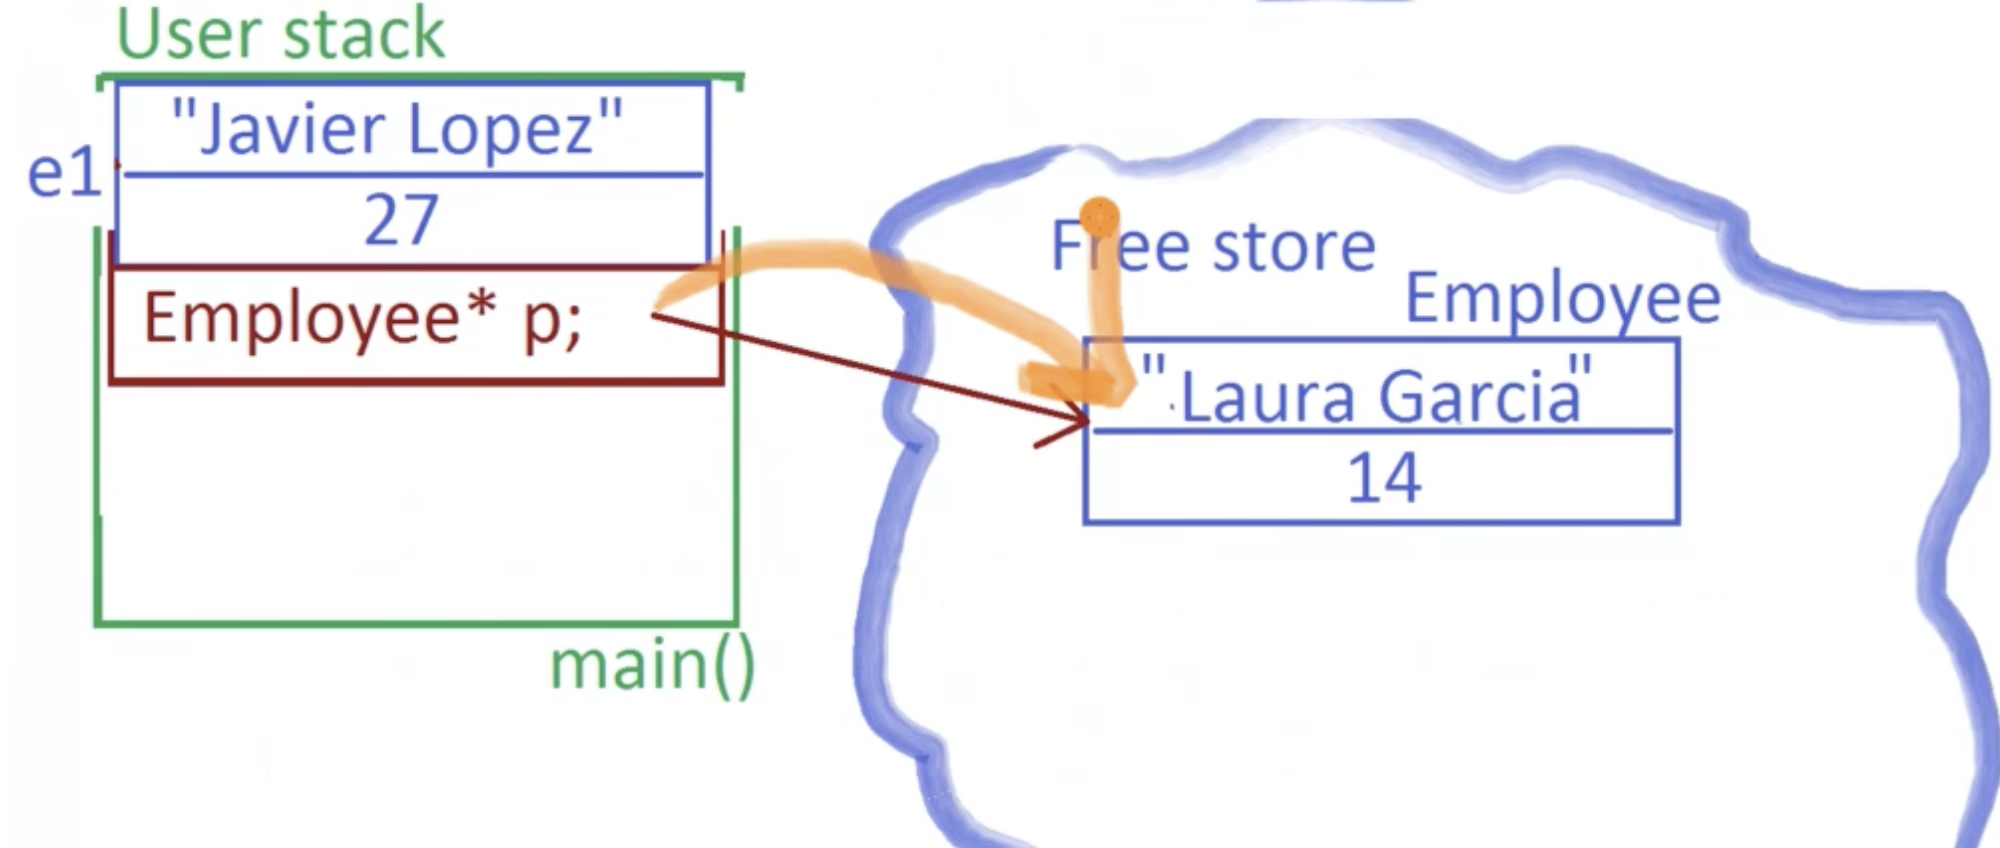 User stack
"Javier Lopez"
e1
27
Employee* p;
main()
Free store
Employee
"Laura Garcia"
14